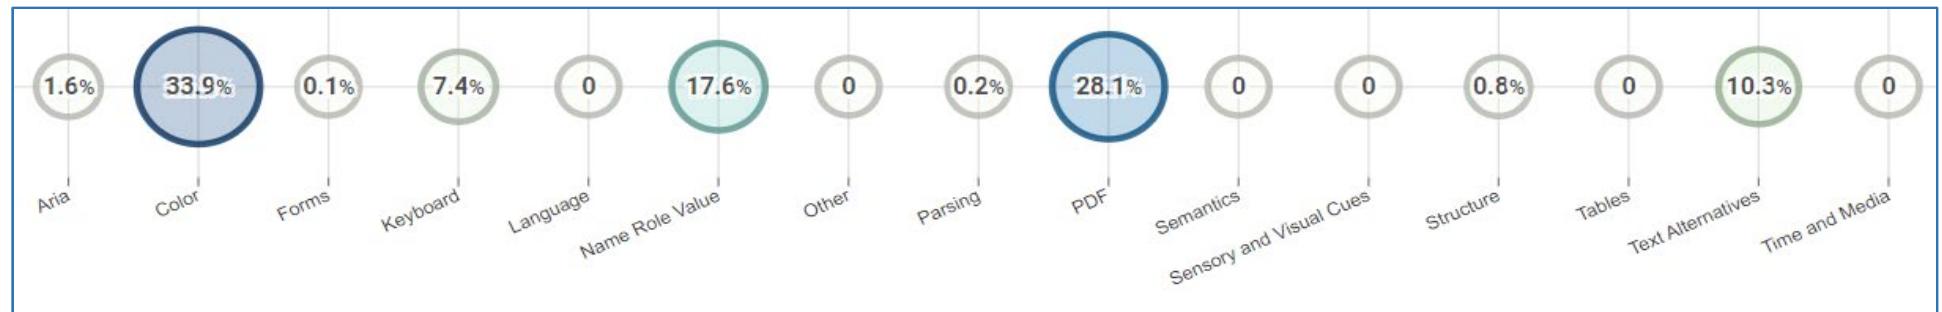 1.6% 33.9% 0.1% 7.4% 0 17.6% 0 0.2% 28.1% 0 0 0.8% 0 10.3% 0
Aria Color Forms Keyboard Language Name Role Value Other Parsing PDF Semantics Sensory and Visual Cues Structure Tables Text Alternatives Time and Media